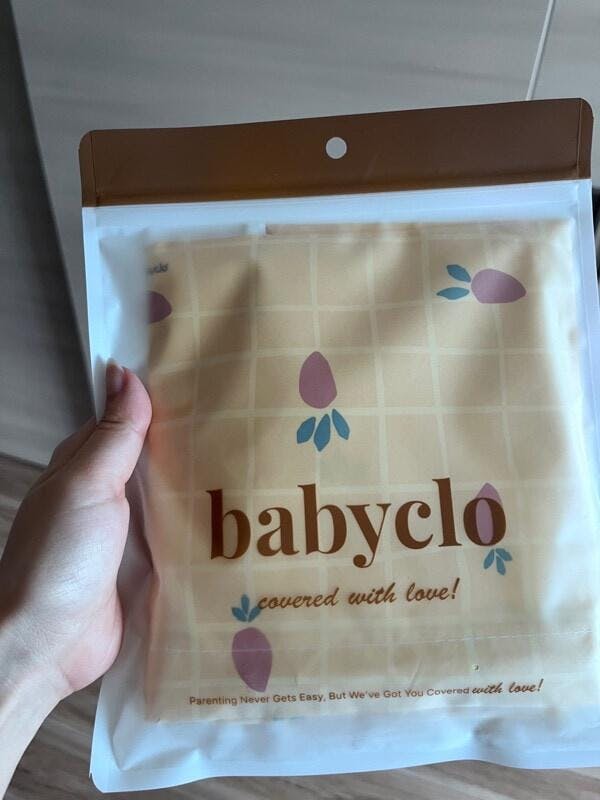 babyclo
covered with love!
Parenting Never Gets Easy, But We've Got You Covered with love!